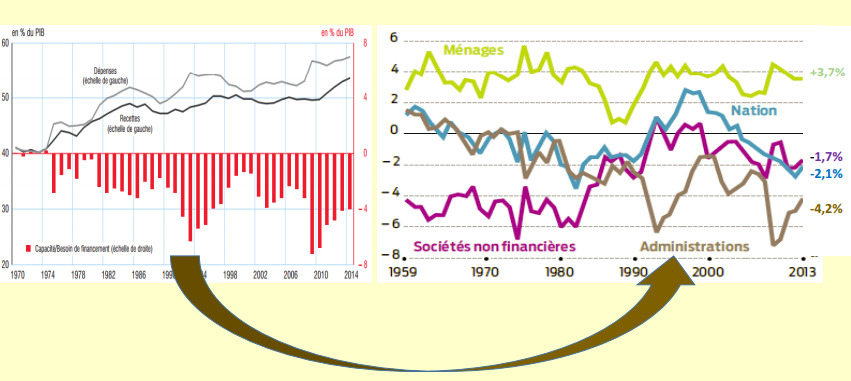 en % du PIB
en % du PIB
60
50
40
30
20
8
4
0
-4
-8
Dépenses
(échelle de gauche)
Recettes
(échelle de gauche)
Capacité/Besoin de financement (échelle de droite)
1970 1974 1978 1982 1986 1990 1994 1998 2002 2006 2010 2014
6
4
2
0
-2
-4
-6
-8
Ménages
Nation
Sociétés non financières
Administrations
+3,7%
-1,7%
-2,1%
-4,2%
1959 1970 1980 1990 2000 2013